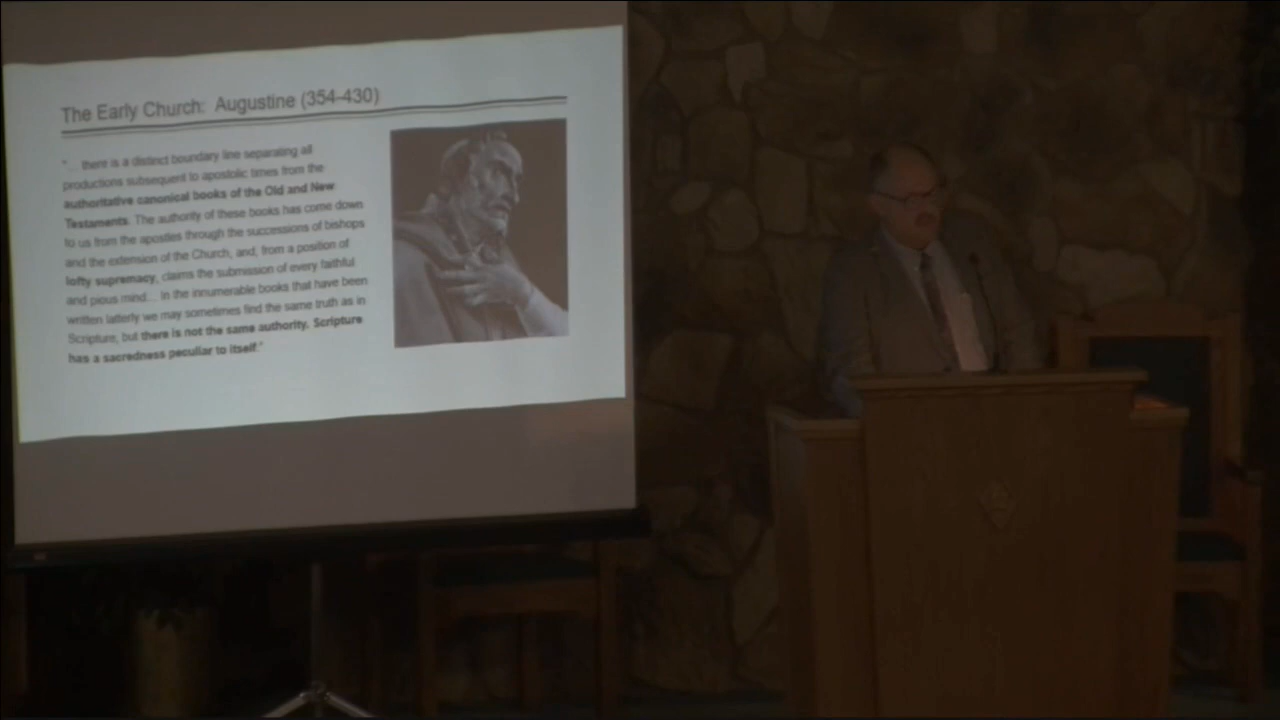 The Early Church: Augustine (354-430)
"... there is a distinct boundary line separating all
productions subsequent to apostolic times from the
authoritative canonical books of the Old and New
Testaments. The authority of these books has come down
to us from the apostles through the successions of bishops
and the extension of the Church, and, from a position of
lofty supremacy, claims the submission of every faithful
and pious mind... In the innumerable books that have been
written latterly we may sometimes find the same truth as in
Scripture, but there is not the same authority. Scripture
has a sacredness peculiar to itself."